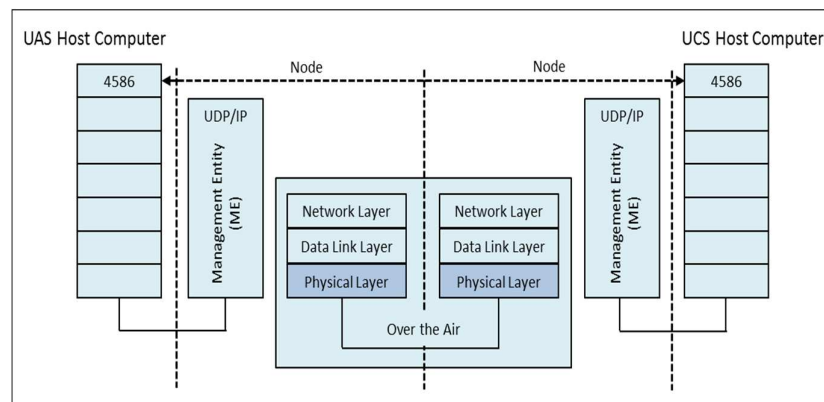 UAS Host Computer
UCS Host Computer
Node
Node
4586
4586
UDP/IP
Management Entity
(ME)
UDP/IP
Management Entity
(ME)
Network Layer
Data Link Layer
Physical Layer
Network Layer
Data Link Layer
Physical Layer
Over the Air